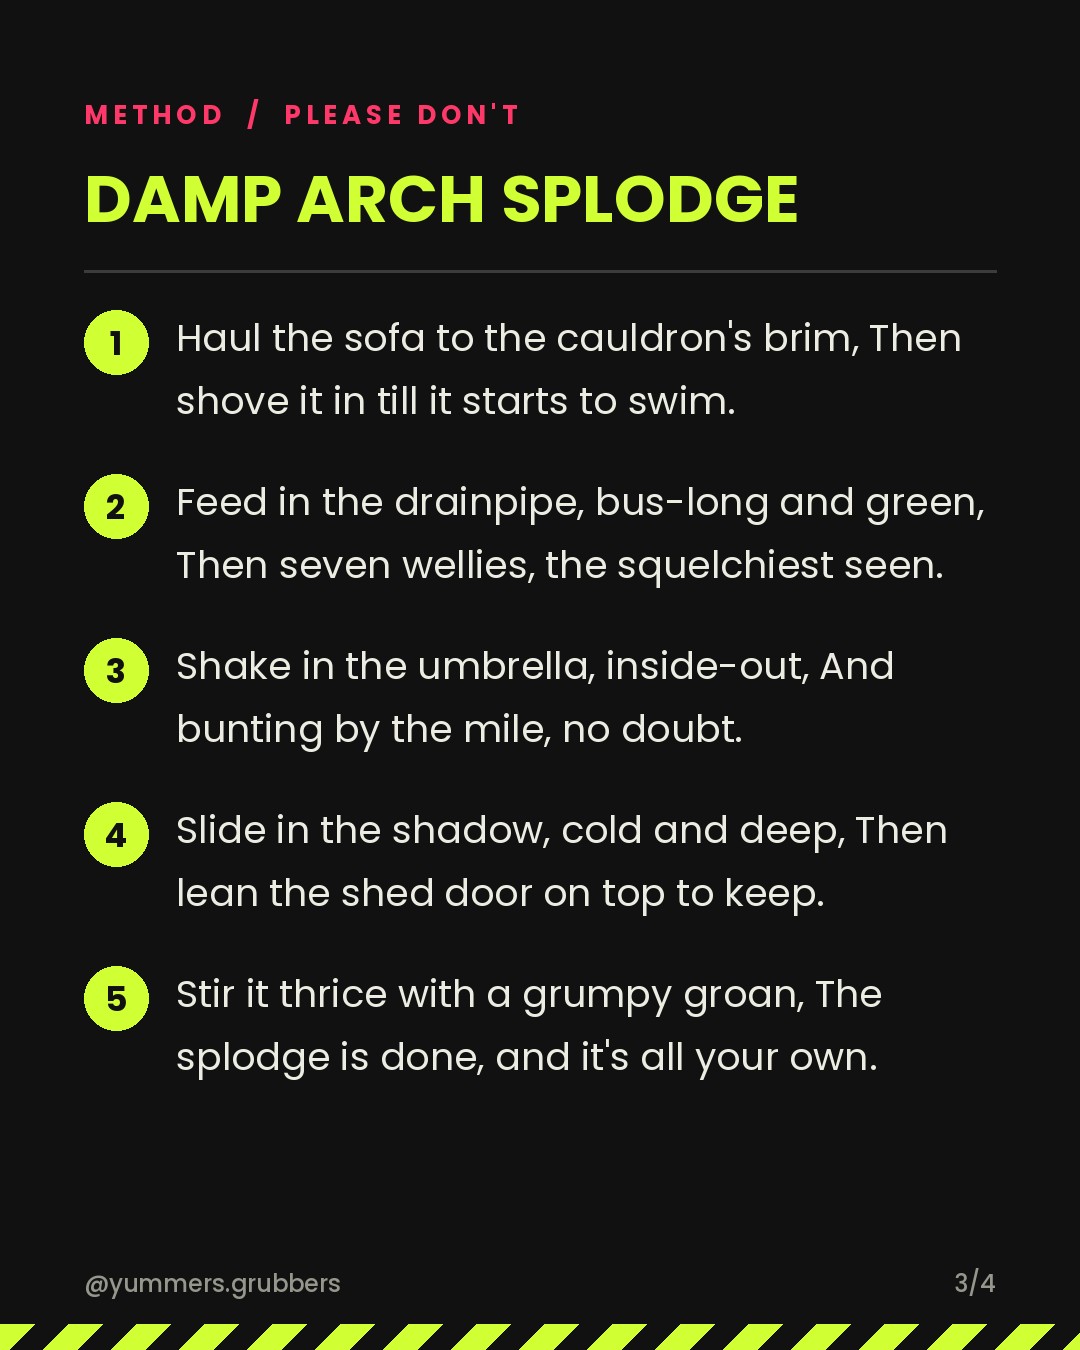 METHOD / PLEASE DON'T
DAMP ARCH SPLODGE
1 Haul the sofa to the cauldron's brim, Then
shove it in till it starts to swim.
2 Feed in the drainpipe, bus-long and green,
Then seven wellies, the squelchiest seen.
3 Shake in the umbrella, inside-out, And
bunting by the mile, no doubt.
4 Slide in the shadow, cold and deep, Then
lean the shed door on top to keep.
5 Stir it thrice with a grumpy groan, The
splodge is done, and it's all your own.
@yummers.grubbers 3/4